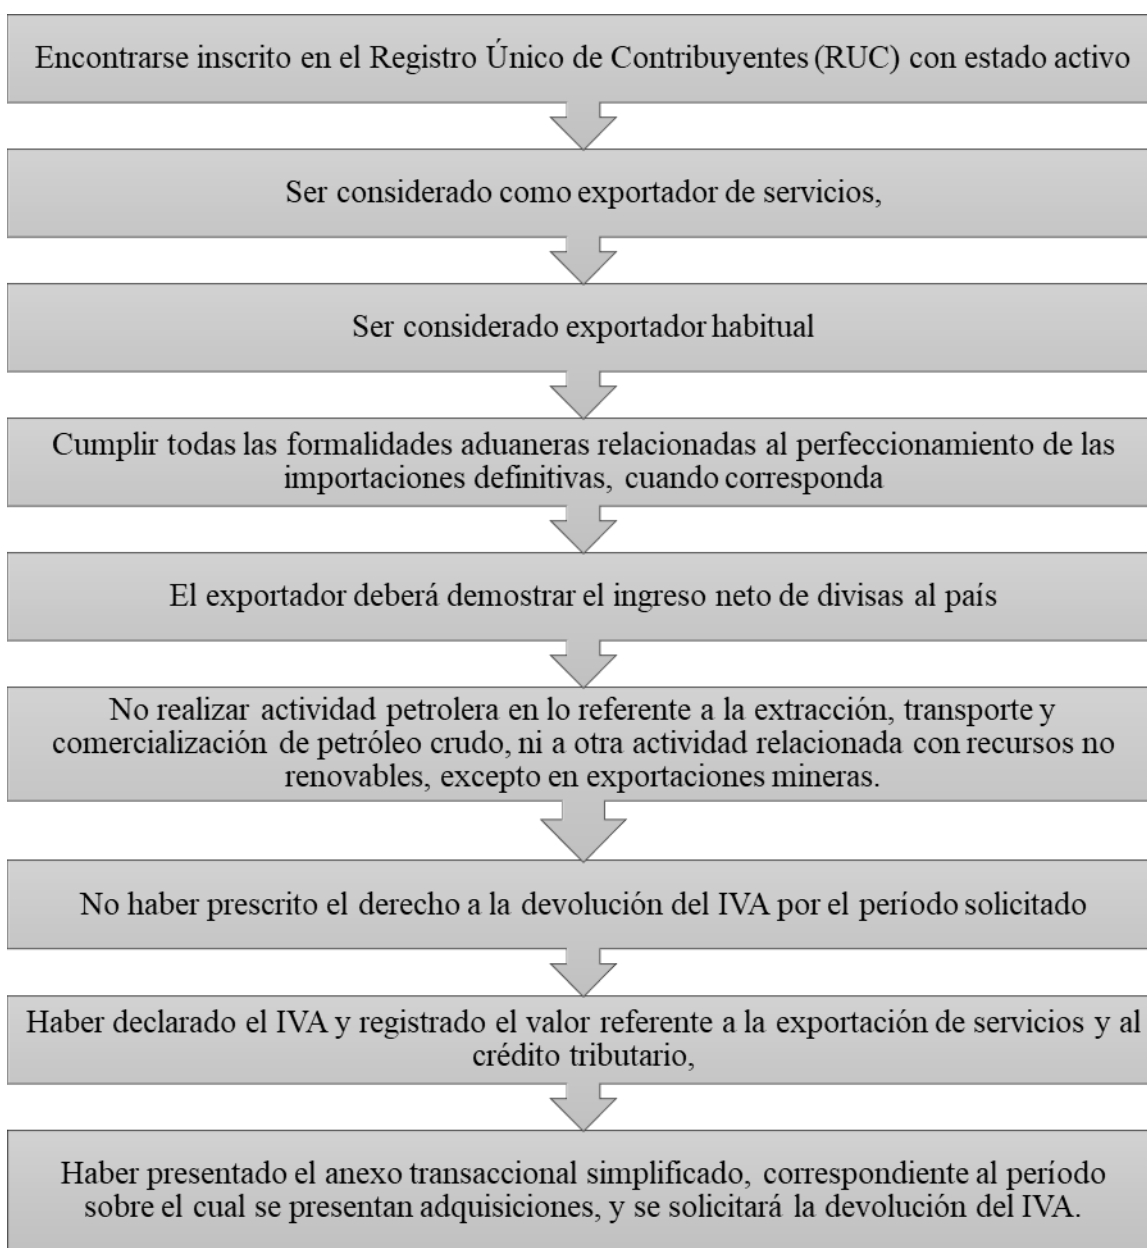 Encontrarse inscrito en el Registro Único de Contribuyentes (RUC) con estado activo
Ser considerado como exportador de servicios,
Ser considerado exportador habitual
Cumplir todas las formalidades aduaneras relacionadas al perfeccionamiento de las
importaciones definitivas, cuando corresponda
El exportador deberá demostrar el ingreso neto de divisas al país
No realizar actividad petrolera en lo referente a la extracción, transporte y
comercialización de petróleo crudo, ni a otra actividad relacionada con recursos no
renovables, excepto en exportaciones mineras.
No haber prescrito el derecho a la devolución del IVA por el período solicitado
Haber declarado el IVA y registrado el valor referente a la exportación de servicios y al
crédito tributario,
Haber presentado el anexo transaccional simplificado, correspondiente al período
sobre el cual se presentan adquisiciones, y se solicitará la devolución del IVA.